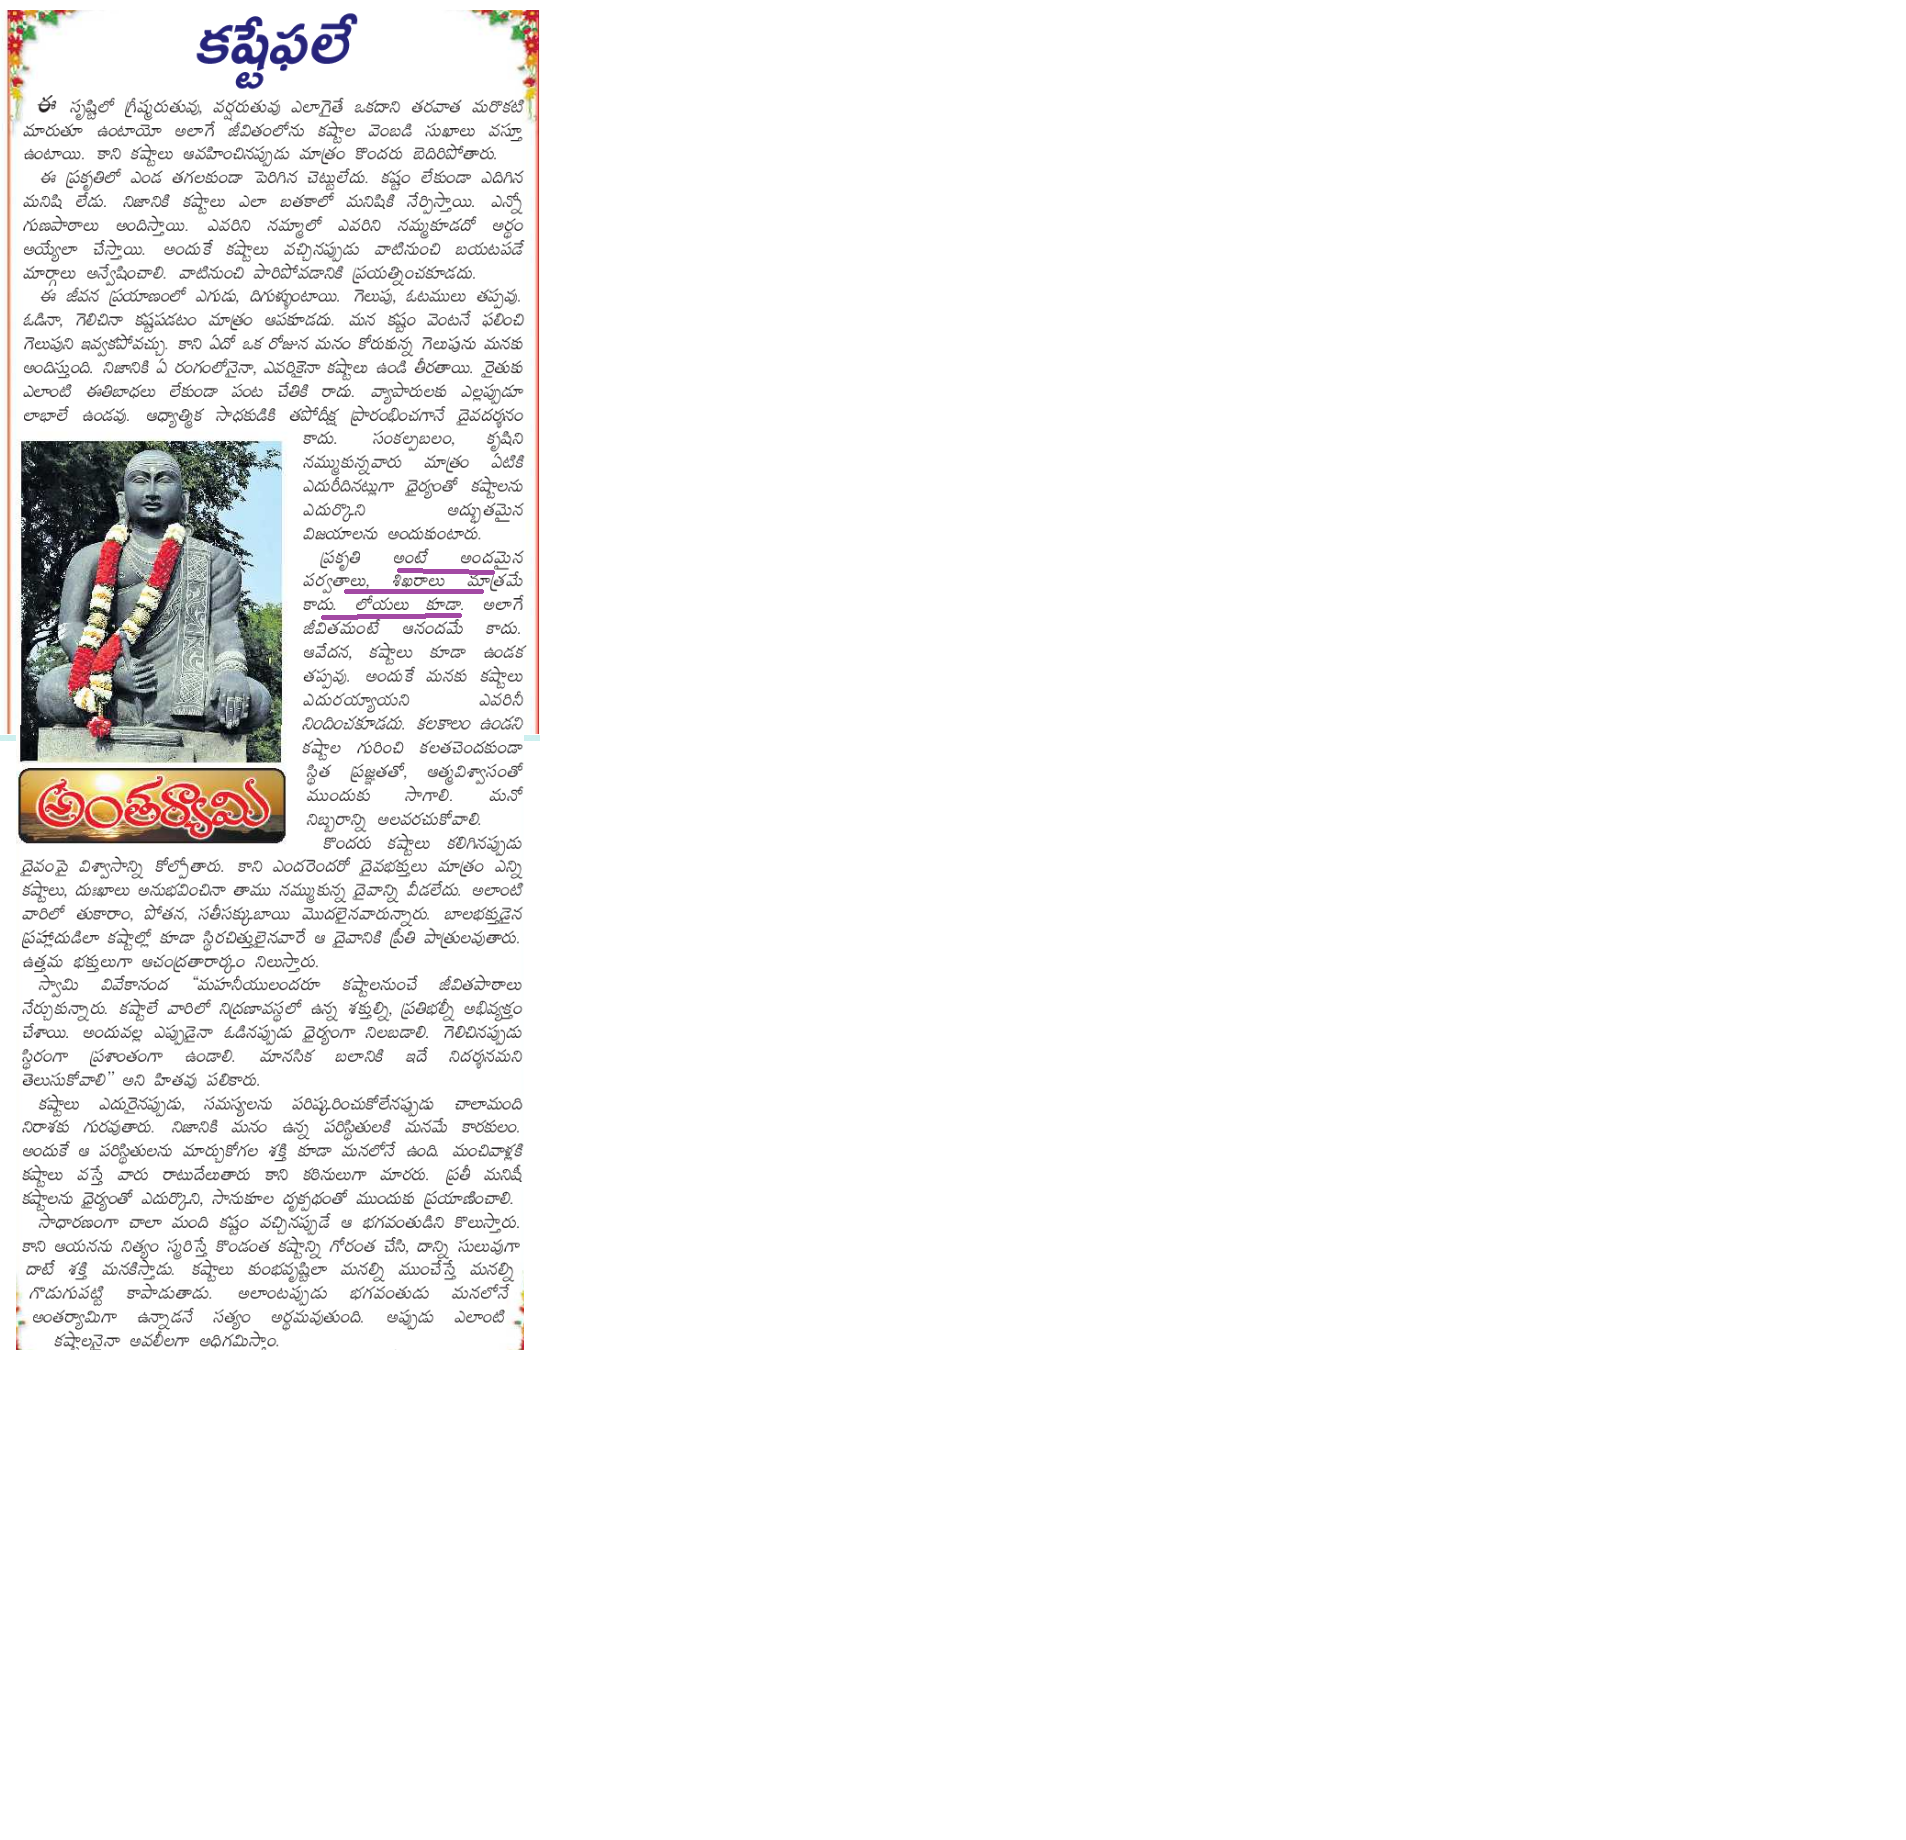 కష్టేఫలే
ఈ సృష్టిలో గ్రీష్మరుతువు, వర్షరుతువు ఎలాగైతే ఒకదాని తరవాత మరొకటి
మారుతూ ఉంటాయో అలాగే జీవితంలోను కష్టాల వెంబడి సుఖాలు వస్తూ
ఉంటాయి. కాని కష్టాలు ఆవహించినప్పుడు మాత్రం కొందరు బెదిరిపోతారు.
ఈ ప్రకృతిలో ఎండ తగలకుండా పెరిగిన చెట్టులేదు. కష్టం లేకుండా ఎదిగిన
మనిషి లేడు. నిజానికి కష్టాలు ఎలా బతకాలో మనిషికి నేర్పిస్తాయి. ఎన్నో
గుణపాఠాలు అందిస్తాయి. ఎవరిని నమ్మాలో ఎవరిని నమ్మకూడదో అర్థం
అయ్యేలా చేస్తాయి. అందుకే కష్టాలు వచ్చినప్పుడు వాటినుంచి బయటపడే
మార్గాలు అన్వేషించాలి. వాటినుంచి పారిపోవడానికి ప్రయత్నించకూడదు.
ఈ జీవన ప్రయాణంలో ఎగుడు, దిగుళ్ళుంటాయి. గెలుపు, ఓటములు తప్పవు.
ఓడినా, గెలిచినా కష్టపడటం మాత్రం ఆపకూడదు. మన కష్టం వెంటనే ఫలించి
గెలుపుని ఇవ్వకపోవచ్చు. కాని ఏదో ఒక రోజున మనం కోరుకున్న గెలుపును మనకు
అందిస్తుంది. నిజానికి ఏ రంగంలోనైనా, ఎవరికైనా కష్టాలు ఉండి తీరతాయి. రైతుకు
ఎలాంటి ఈతిబాధలు లేకుండా పంట చేతికి రాదు. వ్యాపారులకు ఎల్లప్పుడూ
లాభాలే ఉండవు. ఆధ్యాత్మిక సాధకుడికి తపోదీక్ష ప్రారంభించగానే దైవదర్శనం
కాదు. సంకల్పబలం, కృషిని
నమ్ముకున్నవారు మాత్రం ఏటికి
ఎదురీదినట్లుగా ధైర్యంతో కష్టాలను
ఎదుర్కొని అద్భుతమైన
విజయాలను అందుకుంటారు.
ప్రకృతి అంటే అందమైన
పర్వతాలు, శిఖరాలు మాత్రమే
కాదు. లోయలు కూడా. అలాగే
జీవితమంటే ఆనందమే కాదు.
ఆవేదన, కష్టాలు కూడా ఉండక
తప్పవు. అందుకే మనకు కష్టాలు
ఎదురయ్యాయని ఎవరినీ
నిందించకూడదు. కలకాలం ఉండని
కష్టాల గురించి కలతచెందకుండా
స్థిత ప్రజ్ఞతతో, ఆత్మవిశ్వాసంతో
ముందుకు సాగాలి. మనో
నిబ్బరాన్ని అలవరచుకోవాలి.
అంతర్యామి
కొందరు కష్టాలు కలిగినప్పుడు
దైవంపై విశ్వాసాన్ని కోల్పోతారు. కాని ఎందరెందరో దైవభక్తులు మాత్రం ఎన్ని
కష్టాలు, దుఃఖాలు అనుభవించినా తాము నమ్ముకున్న దైవాన్ని వీడలేదు. అలాంటి
వారిలో తుకారాం, పోతన, సతీసక్కుబాయి మొదలైనవారున్నారు. బాలభక్తుడైన
ప్రహ్లాదుడిలా కష్టాల్లో కూడా స్థిరచిత్తులైనవారే ఆ దైవానికి ప్రీతి పాత్రులవుతారు.
ఉత్తమ భక్తులుగా ఆచంద్రతారార్కం నిలుస్తారు.
స్వామి వివేకానంద "మహనీయులందరూ కష్టాలనుంచే జీవితపాఠాలు
నేర్చుకున్నారు. కష్టాలే వారిలో నిద్రణావస్థలో ఉన్న శక్తుల్ని, ప్రతిభల్నీ అభివ్యక్తం
చేశాయి. అందువల్ల ఎప్పుడైనా ఓడినప్పుడు ధైర్యంగా నిలబడాలి. గెలిచినప్పుడు
స్థిరంగా ప్రశాంతంగా ఉండాలి. మానసిక బలానికి ఇదే నిదర్శనమని
తెలుసుకోవాలి" అని హితవు పలికారు.
కష్టాలు ఎదురైనప్పుడు, సమస్యలను పరిష్కరించుకోలేనప్పుడు చాలామంది
నిరాశకు గురవుతారు. నిజానికి మనం ఉన్న పరిస్థితులకి మనమే కారకులం.
అందుకే ఆ పరిస్థితులను మార్చుకోగల శక్తి కూడా మనలోనే ఉంది. మంచివాళ్లకి
కష్టాలు వస్తే వారు రాటుదేలుతారు కాని కఠినులుగా మారరు. ప్రతీ మనిషీ
కష్టాలను ధైర్యంతో ఎదుర్కొని, సానుకూల దృక్పథంతో ముందుకు ప్రయాణించాలి.
సాధారణంగా చాలా మంది కష్టం వచ్చినప్పుడే ఆ భగవంతుడిని కొలుస్తారు.
కాని ఆయనను నిత్యం స్మరిస్తే కొండంత కష్టాన్ని గోరంత చేసి, దాన్ని సులువుగా
దాటే శక్తి మనకిస్తాడు. కష్టాలు కుంభవృష్టిలా మనల్ని ముంచేస్తే మనల్ని
గొడుగుపట్టి కాపాడుతాడు. అలాంటప్పుడు భగవంతుడు మనలోనే
అంతర్యామిగా ఉన్నాడనే సత్యం అర్థమవుతుంది. అప్పుడు ఎలాంటి
కష్టాలనైనా అవలీలగా అధిగమిస్తాం.